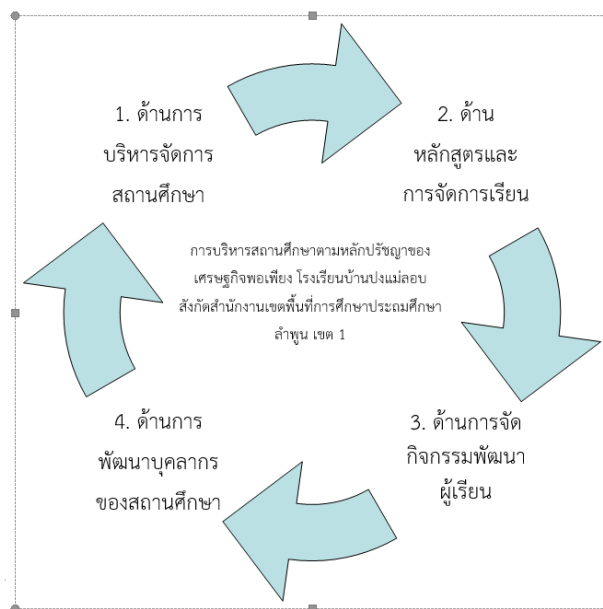 1. ด้านการ
บริหารจัดการ
สถานศึกษา
2. ด้าน
หลักสูตรและ
การจัดการเรียน
การบริหารสถานศึกษาตามหลักปรัชญาของ
เศรษฐกิจพอเพียง โรงเรียนบ้านปงแม่ลอบ
สังกัดสำนักงานเขตพื้นที่การศึกษาประถมศึกษา
ลำพูน เขต 1
3. ด้านการจัด
กิจกรรมพัฒนา
ผู้เรียน
4. ด้านการ
พัฒนาบุคลากร
ของสถานศึกษา